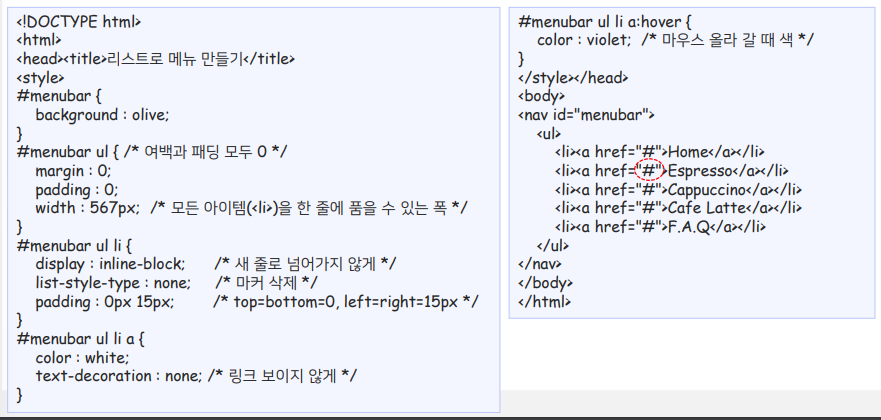 <!DOCTYPE html>
<html>
<head><title>리스트로 메뉴 만들기</title>
<style>
#menubar {
background : olive;
}
#menubar ul { /* 여백과 패딩 모두 0 */
margin : 0;
padding : 0;
width : 567px; /* 모든 아이템(<li>)을 한 줄에 품을 수 있는 폭 */
}
#menubar ul li {
display : inline-block; /* 새 줄로 넘어가지 않게 */
list-style-type : none; /* 마커 삭제 */
padding : 0px 15px; /* top=bottom=0, left=right=15px */
}
#menubar ul li a {
color : white;
text-decoration : none; /* 링크 보이지 않게 */
}
#menubar ul li a:hover {
color : violet; /* 마우스 올라 갈 때 색 */
}
</style></head>
<body>
<nav id="menubar">
<ul>
<li><a href="#">Home</a></li>
<li><a href="#">Espresso</a></li>
<li><a href="#">Cappuccino</a></li>
<li><a href="#">Cafe Latte</a></li>
<li><a href="#">F.A.Q</a></li>
</ul>
</nav>
</body>
</html>